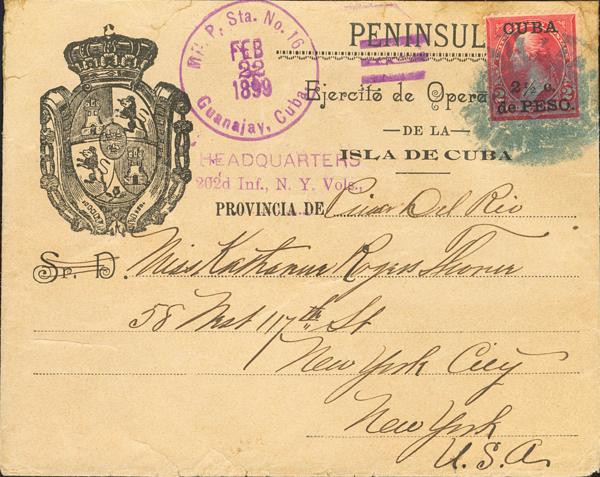 Mil. P. Sta. No. 16
FEB
22
1899
Guanajay, Cuba.
PENINSUL
Ejercito de Opera
DE LA
ISLA DE CUBA
HEADQUARTERS
202d Inf., N. Y. Vols.,
PROVINCIA DE Pinar Del Rio
Sr. D. Miss Katharine Rogers
58 West 117th St
New York City
New York
U. S. A.
CUBA
2½ c.
de PESO.